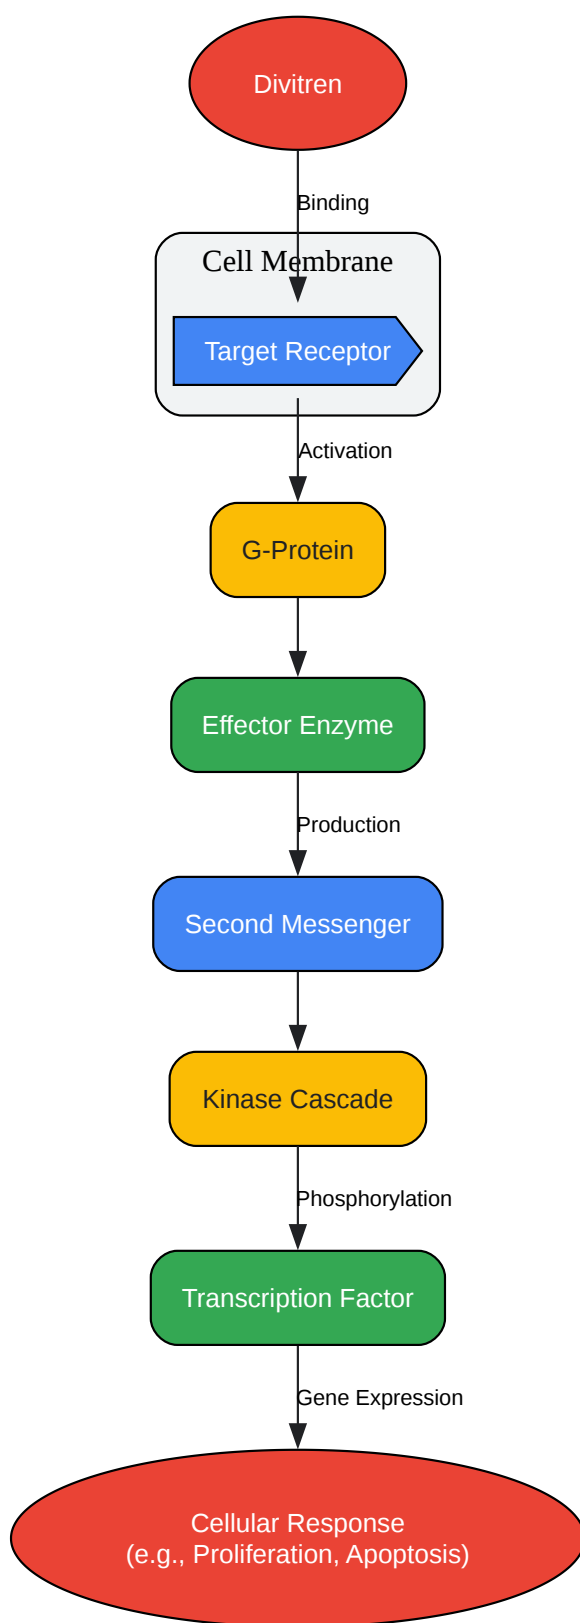 Divitren
Binding
Cell Membrane
Target Receptor
Activation
G-Protein
Effector Enzyme
Production
Second Messenger
Kinase Cascade
Phosphorylation
Transcription Factor
Gene Expression
Cellular Response
(e.g., Proliferation, Apoptosis)